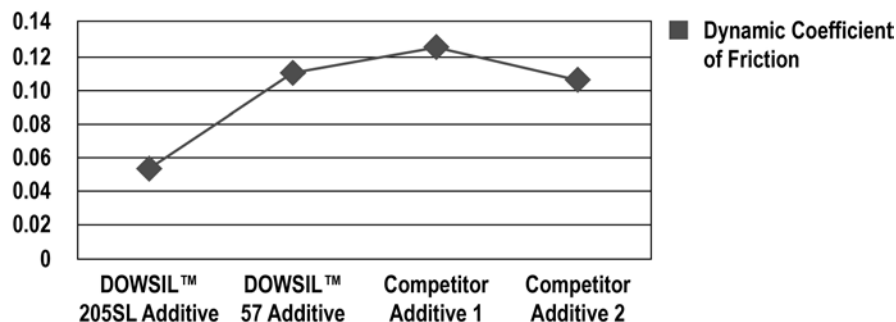 0.14
0.12
0.10
0.08
0.06
0.04
0.02
0
DOWSIL™
205SL Additive
DOWSIL™
57 Additive
Competitor
Additive 1
Competitor
Additive 2
Dynamic Coefficient
of Friction